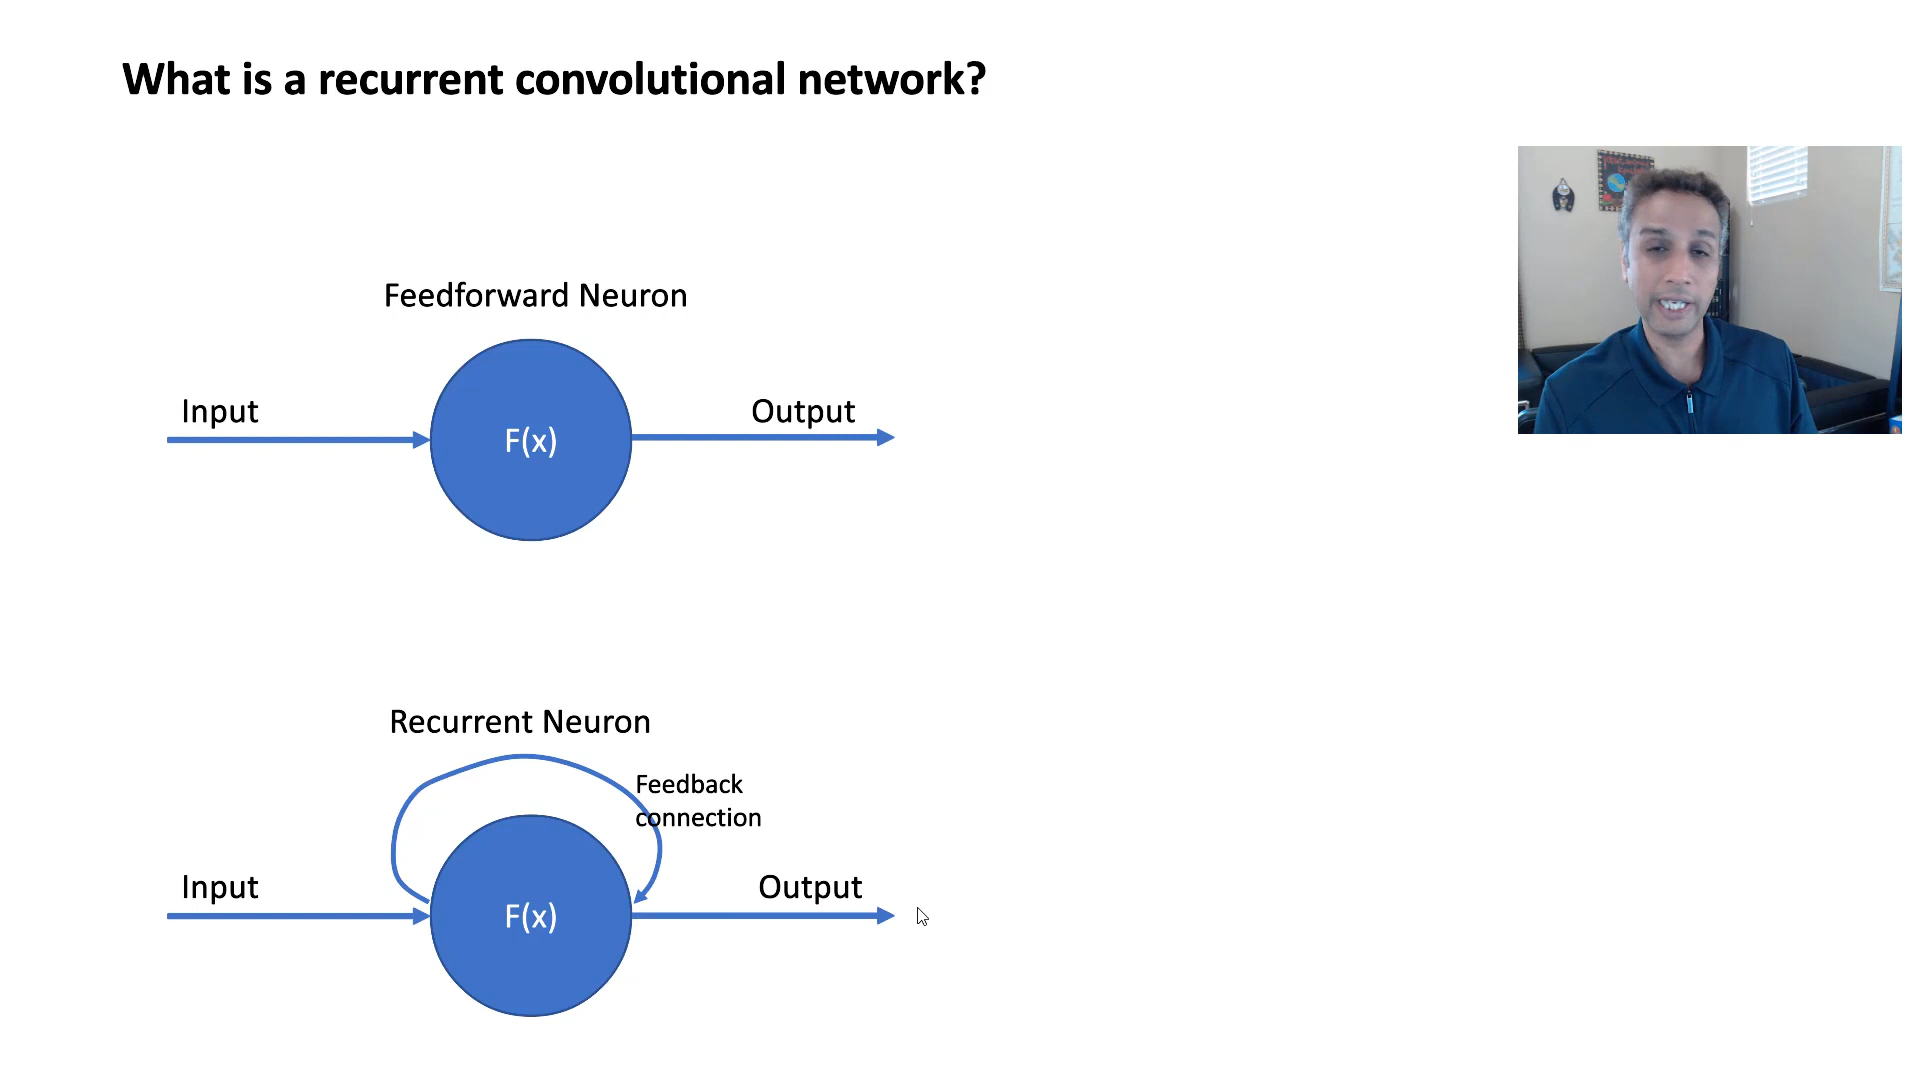 What is a recurrent convolutional network?
Feedforward Neuron
Input
F(x)
Output
Recurrent Neuron
Feedback
connection
Input
F(x)
Output